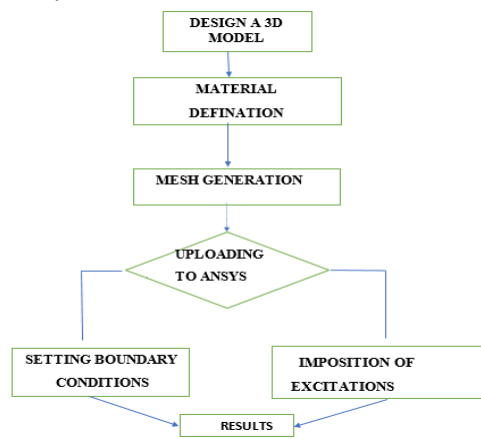 DESIGN A 3D
MODEL
MATERIAL
DEFINATION
MESH GENERATION
UPLOADING
TO ANSYS
SETTING BOUNDARY
CONDITIONS
IMPOSITION OF
EXCITATIONS
RESULTS